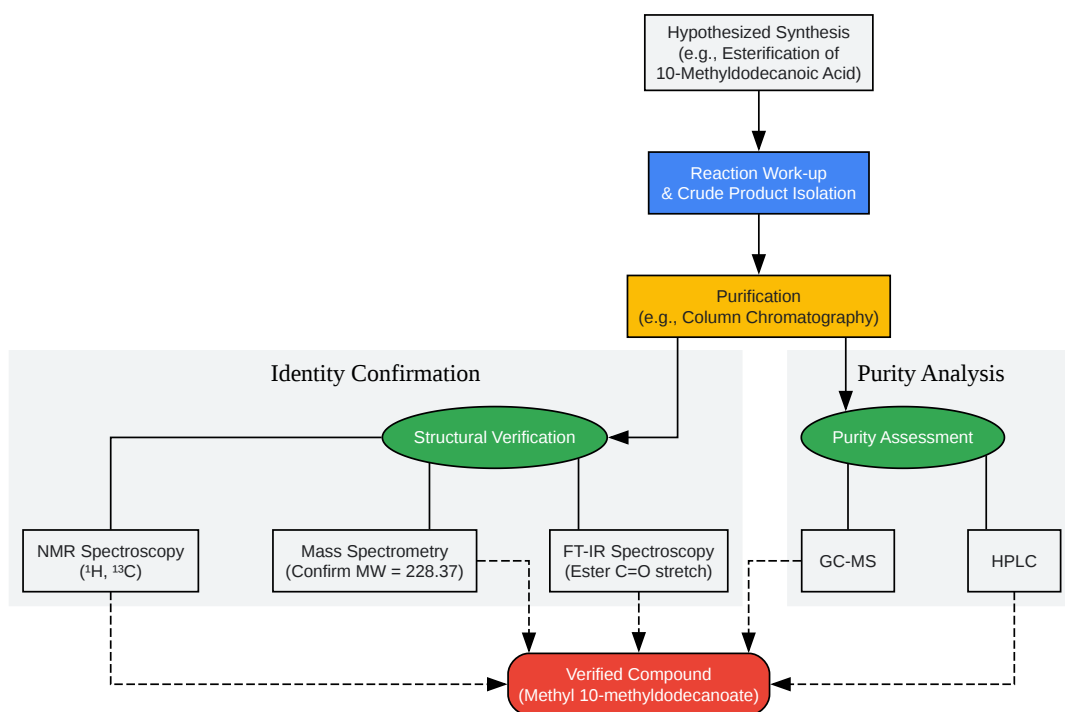 Hypothesized Synthesis
(e.g., Esterification of
10-Methyldodecanoic Acid)
Reaction Work-up
& Crude Product Isolation
Purification
(e.g., Column Chromatography)
Identity Confirmation
Purity Analysis
Structural Verification
Purity Assessment
NMR Spectroscopy
(¹H, ¹³C)
Mass Spectrometry
(Confirm MW = 228.37)
FT-IR Spectroscopy
(Ester C=O stretch)
GC-MS
HPLC
Verified Compound
(Methyl 10-methyldodecanoate)